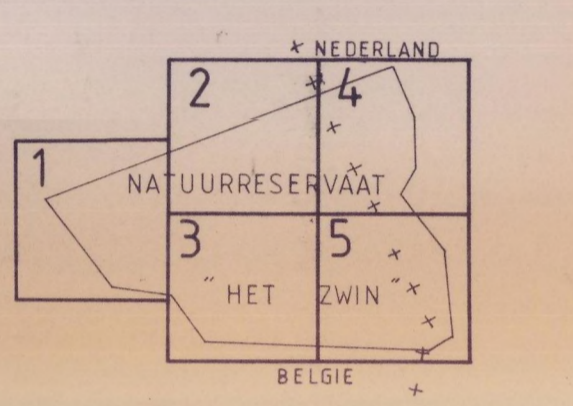 NEDERLAND
2 4
1
NATUURRESERVAAT
3 5
"HET ZWIN"
BELGIE